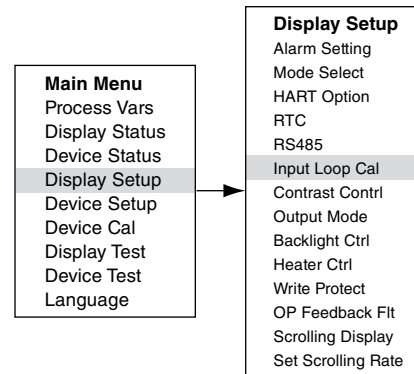 Main Menu
Process Vars
Display Status
Device Status
Display Setup
Device Setup
Device Cal
Display Test
Device Test
Language
Display Setup
Alarm Setting
Mode Select
HART Option
RTC
RS485
Input Loop Cal
Contrast Contrl
Output Mode
Backlight Ctrl
Heater Ctrl
Write Protect
OP Feedback Flt
Scrolling Display
Set Scrolling Rate